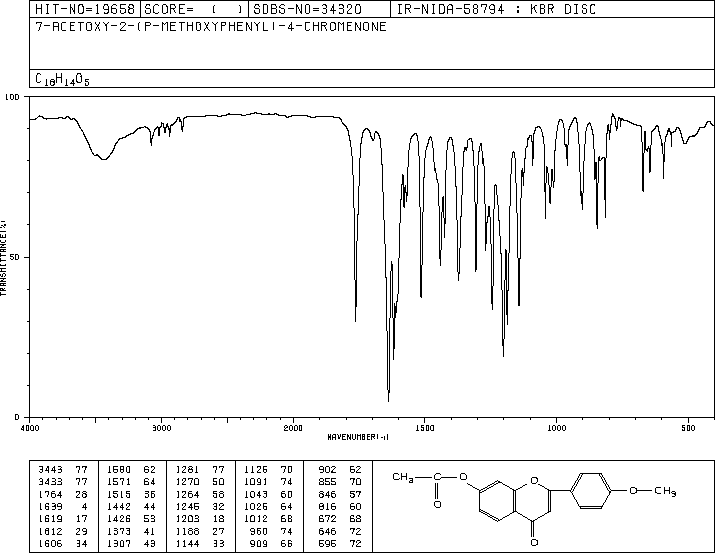 HIT-NO=19658 SCORE= ( ) SDBS-NO=34320 IR-NIDA-58794 : KBR DISC
7-ACETOXY-2-(P-METHOXYPHENYL)-4-CHROMENONE
C18H14O5
100
50
0
TRANSMITTANCE(%)
4000 3000 2000 1500 1000 500
WAVENUMBER(-1)
3443 77 1580 62 1281 77 1126 70 902 62
3433 77 1571 64 1270 50 1091 74 855 70
1764 28 1515 36 1264 58 1043 60 846 57
1639 4 1442 44 1245 32 1026 64 816 60
1619 17 1426 53 1203 18 1012 68 672 68
1612 29 1373 41 1188 27 960 74 646 72
1606 34 1307 43 1144 33 909 68 595 72
CH3 C O O O CH3
O
O